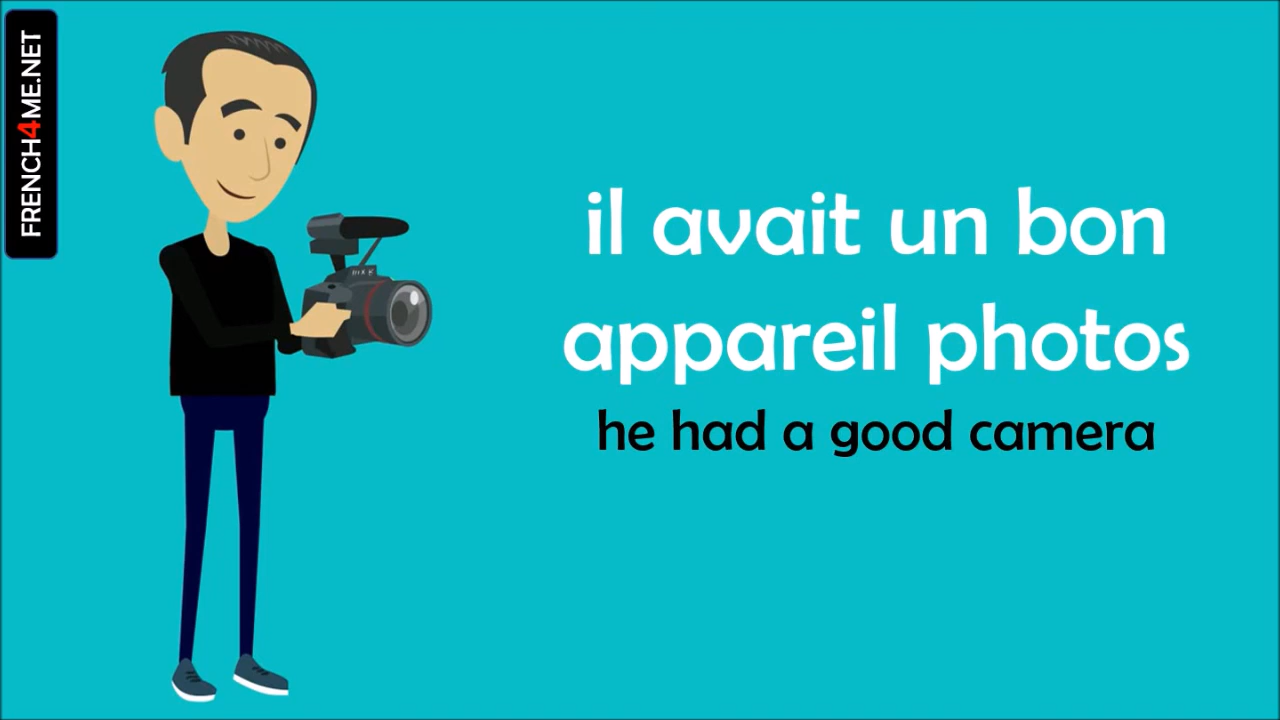 FRENCH4ME.NET
il avait un bon
appareil photos
he had a good camera